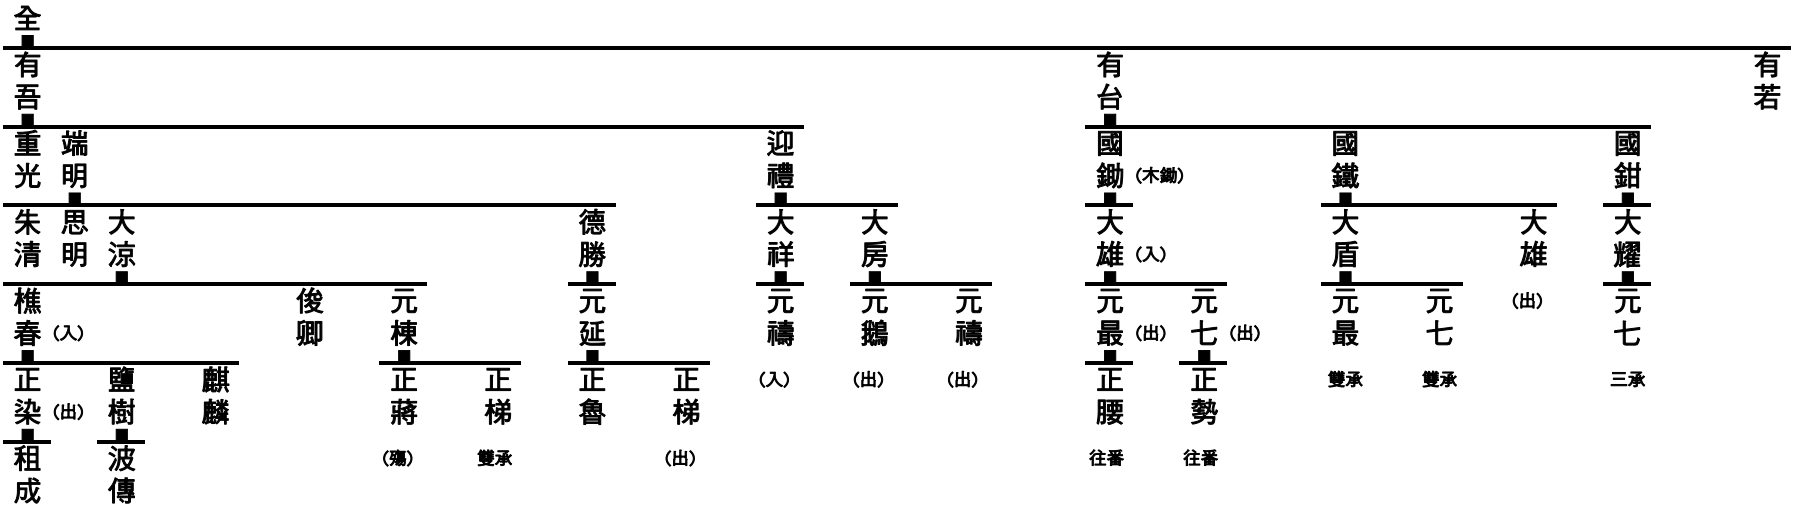 全
有吾 有台 有若
重光 端明 迎禮 國鋤 （木鋤） 國鐵 國鉗
朱清 思明 大涼 德勝 大祥 大房 大雄 （入） 大盾 大雄 （出） 大耀
樵春 （入） 俊卿 元棟 元延 元禱 （入） 元鵝 （出） 元禱 （出） 元最 （出） 元七 （出） 元最 雙承 元七 雙承 元七 三承
正染 （出） 鹽樹 麒麟 正蔣 （殤） 正梯 雙承 正魯 正梯 （出） 正腰 往番 正勢 往番
租成 波傳